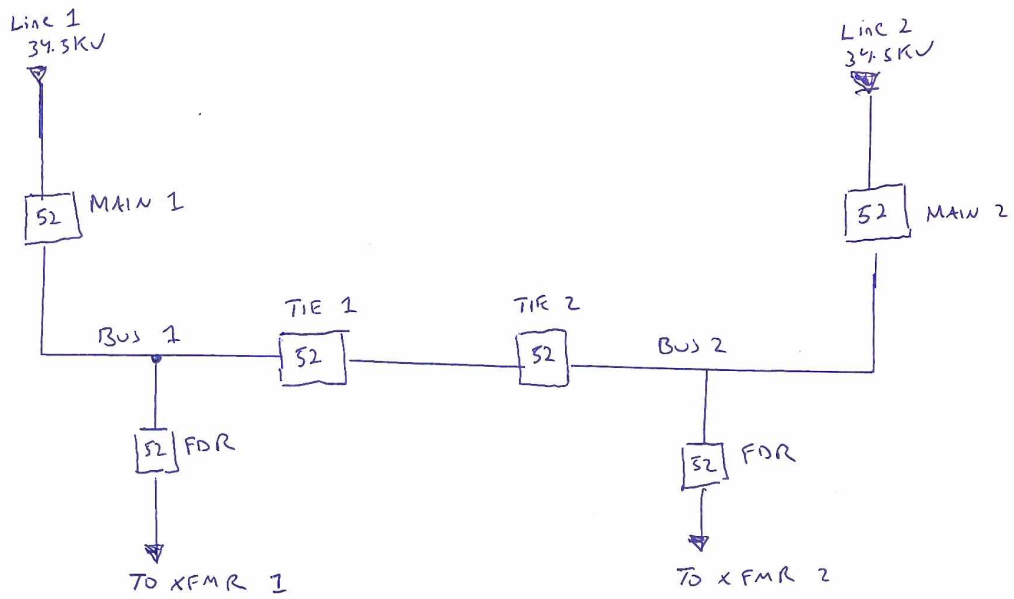 Line 1
34.5KV
Line 2
34.5KV
52
MAIN 1
52
MAIN 2
TIE 1
TIE 2
BUS 1
52
52
BUS 2
52
FDR
52
FDR
TO XFMR 1
TO XFMR 2